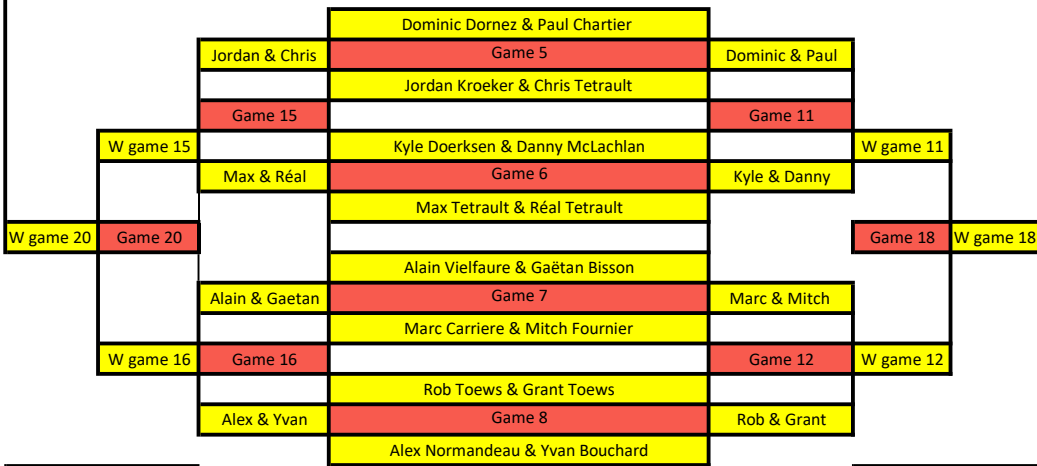 Dominic Dornez & Paul Chartier
Jordan & Chris Game 5 Dominic & Paul
Jordan Kroeker & Chris Tetrault
Game 15 Game 11
W game 15 Kyle Doerksen & Danny McLachlan W game 11
Max & Réal Game 6 Kyle & Danny
Max Tetrault & Réal Tetrault
W game 20 Game 20 Game 18 W game 18
Alain Vielfaure & Gaëtan Bisson
Alain & Gaetan Game 7 Marc & Mitch
Marc Carriere & Mitch Fournier
W game 16 Game 16 Game 12 W game 12
Rob Toews & Grant Toews
Alex & Yvan Game 8 Rob & Grant
Alex Normandeau & Yvan Bouchard